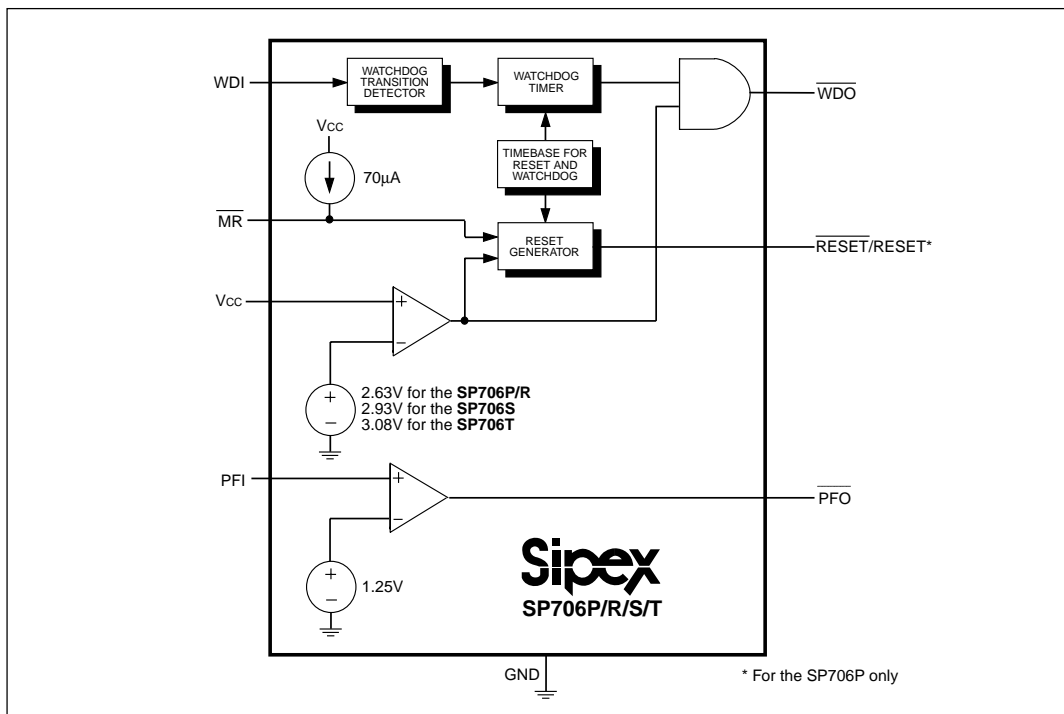 WDI
WATCHDOG
TRANSITION
DETECTOR
WATCHDOG
TIMER
WDO
VCC
70µA
TIMEBASE FOR
RESET AND
WATCHDOG
MR
RESET
GENERATOR
RESET/RESET*
VCC
+
−
+
−
2.63V for the SP706P/R
2.93V for the SP706S
3.08V for the SP706T
PFI
+
−
PFO
+
−
1.25V
Sipex
SP706P/R/S/T
GND
* For the SP706P only